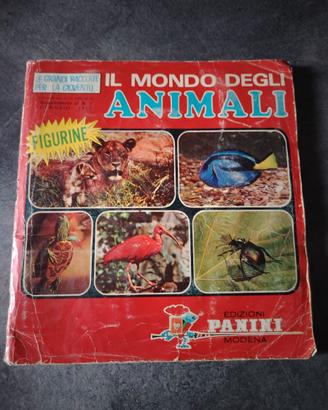 LE GRANDI RACCOLTE
PER LA GIOVENTÙ
IL MONDO DEGLI
ANIMALI
FIGURINE
EDIZIONI
PANINI
MODENA